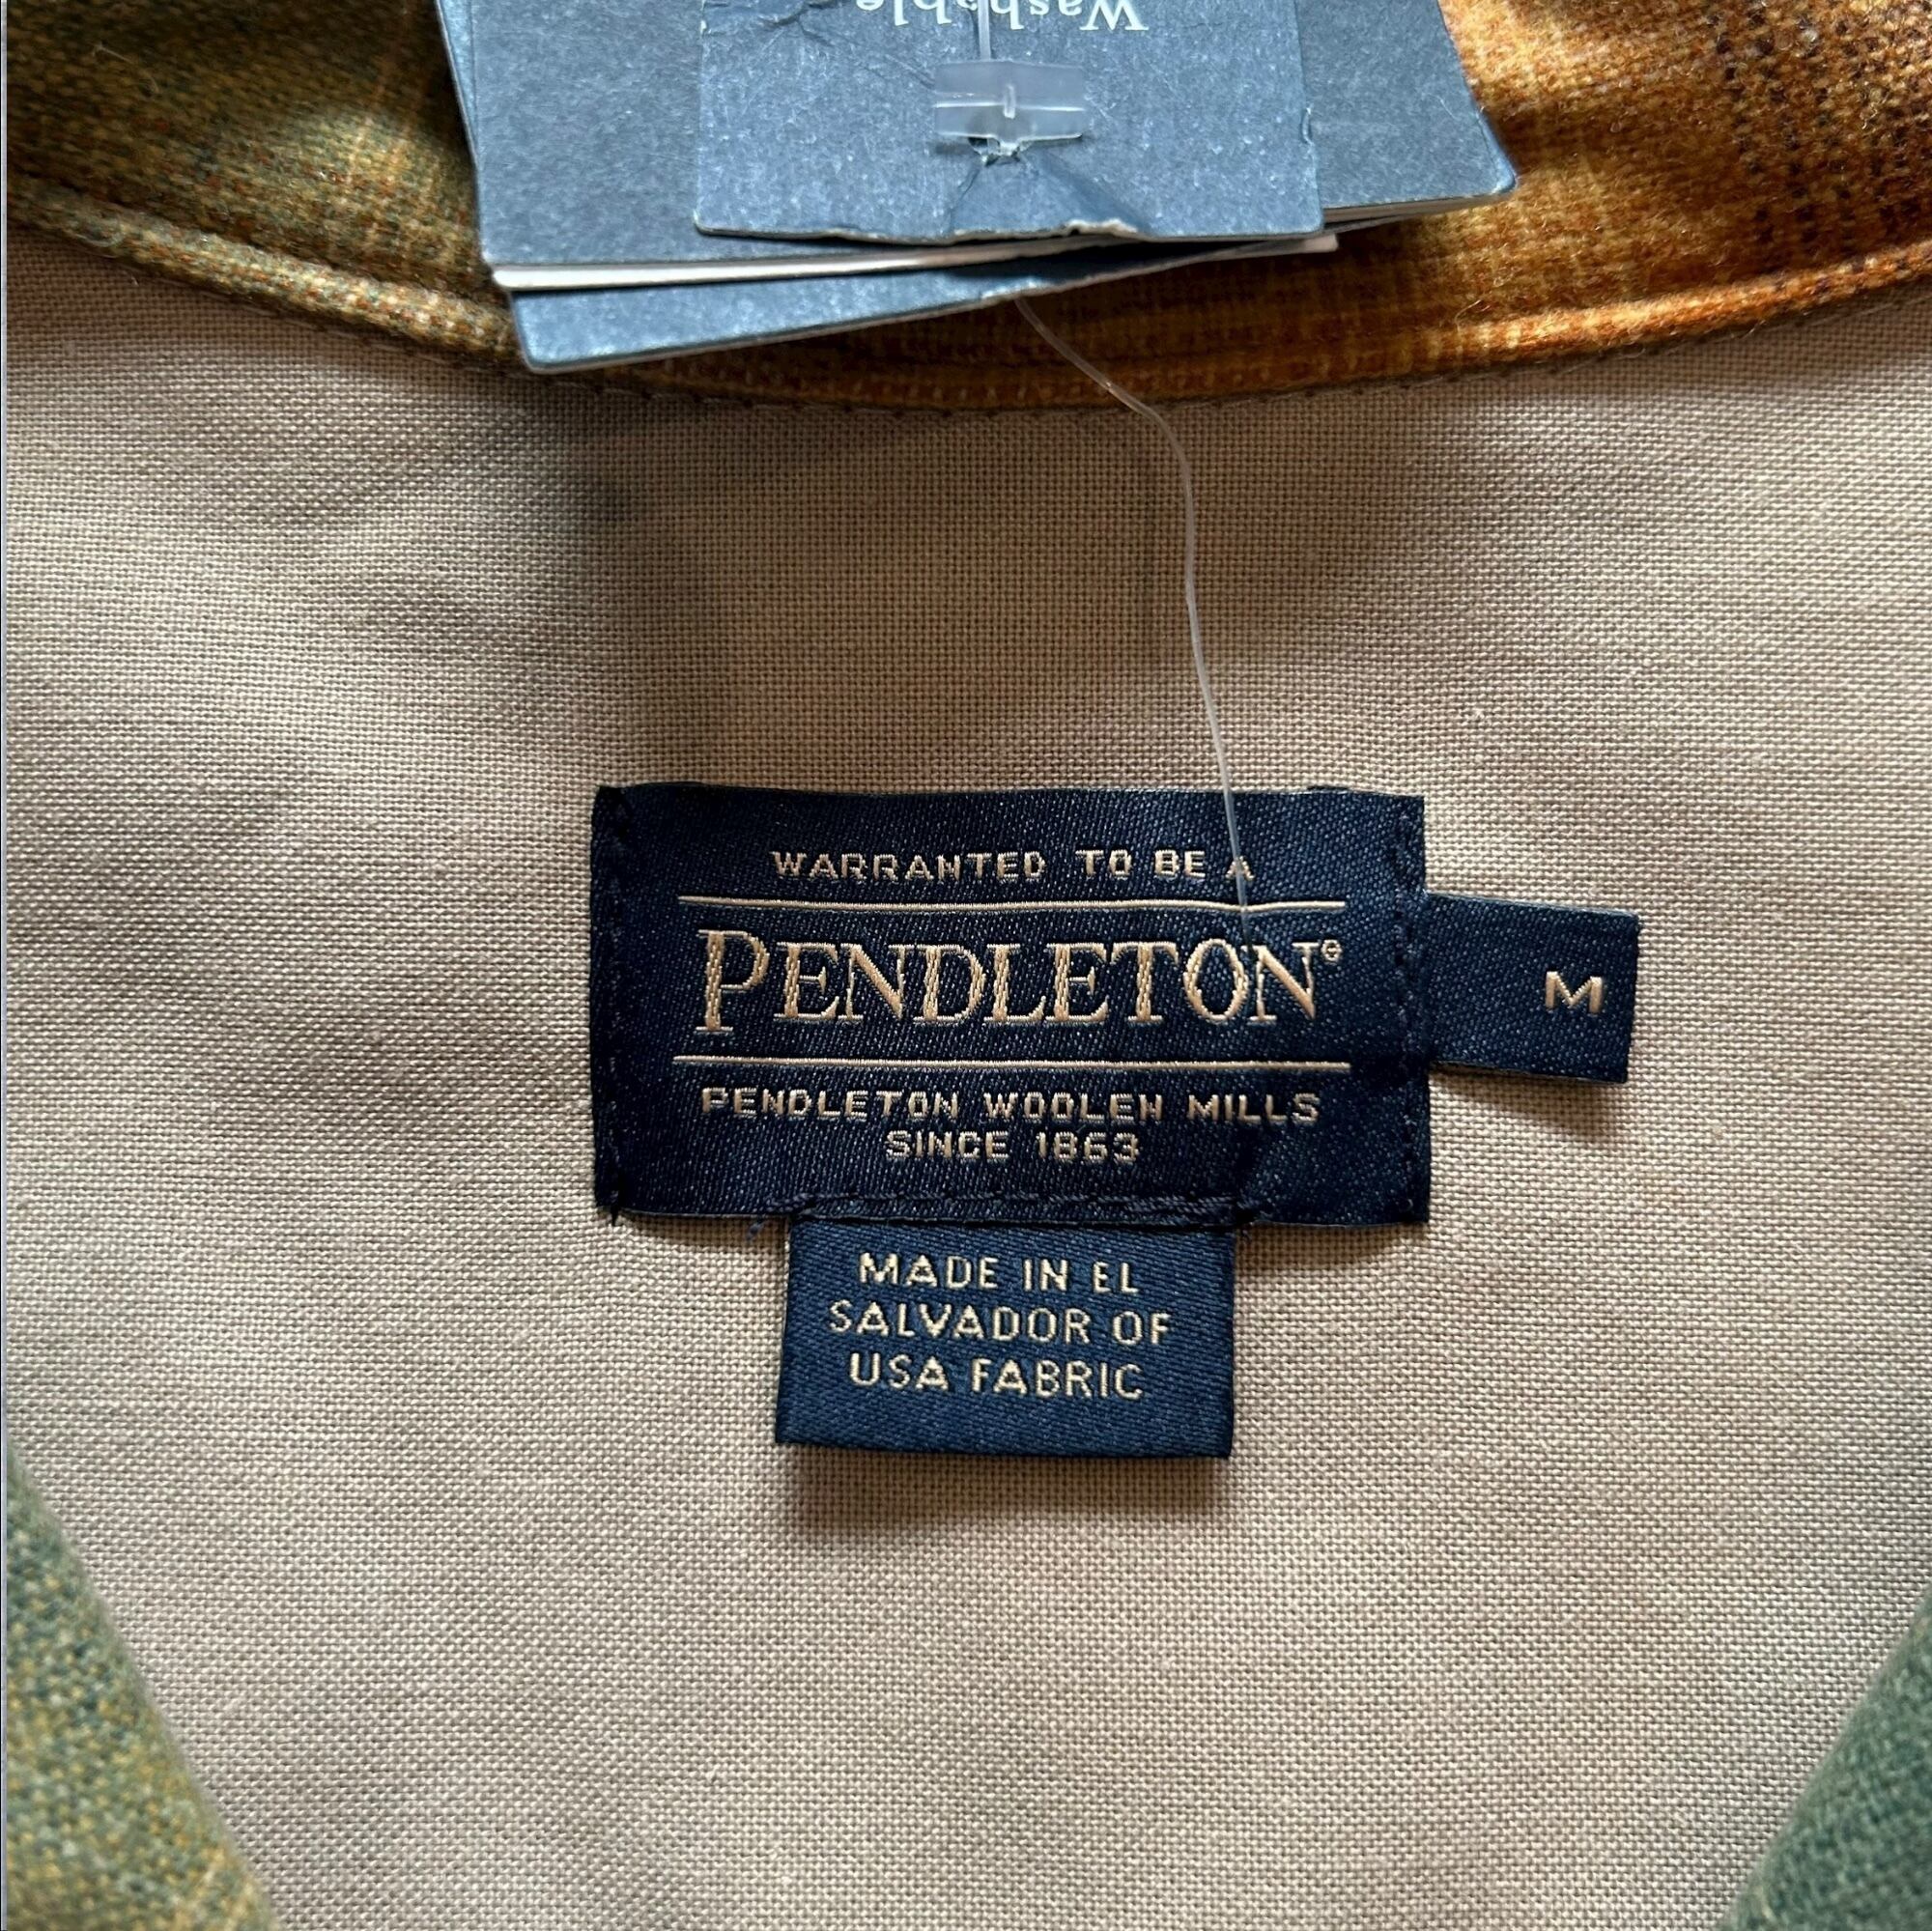 Washable
WARRANTED TO BE A
PENDLETON®
PENDLETON WOOLEN MILLS
SINCE 1863
M
MADE IN EL
SALVADOR OF
USA FABRIC